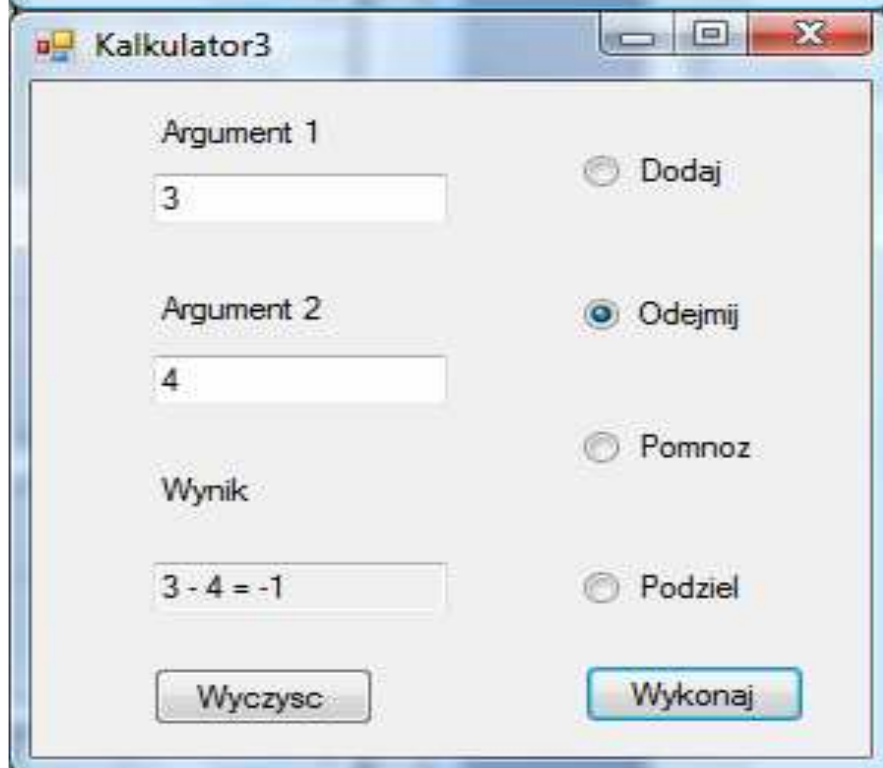 Kalkulator3
Argument 1
Dodaj
3
Argument 2
Odejmij
4
Pomnoz
Wynik
3 - 4 = -1
Podziel
Wyczysc
Wykonaj